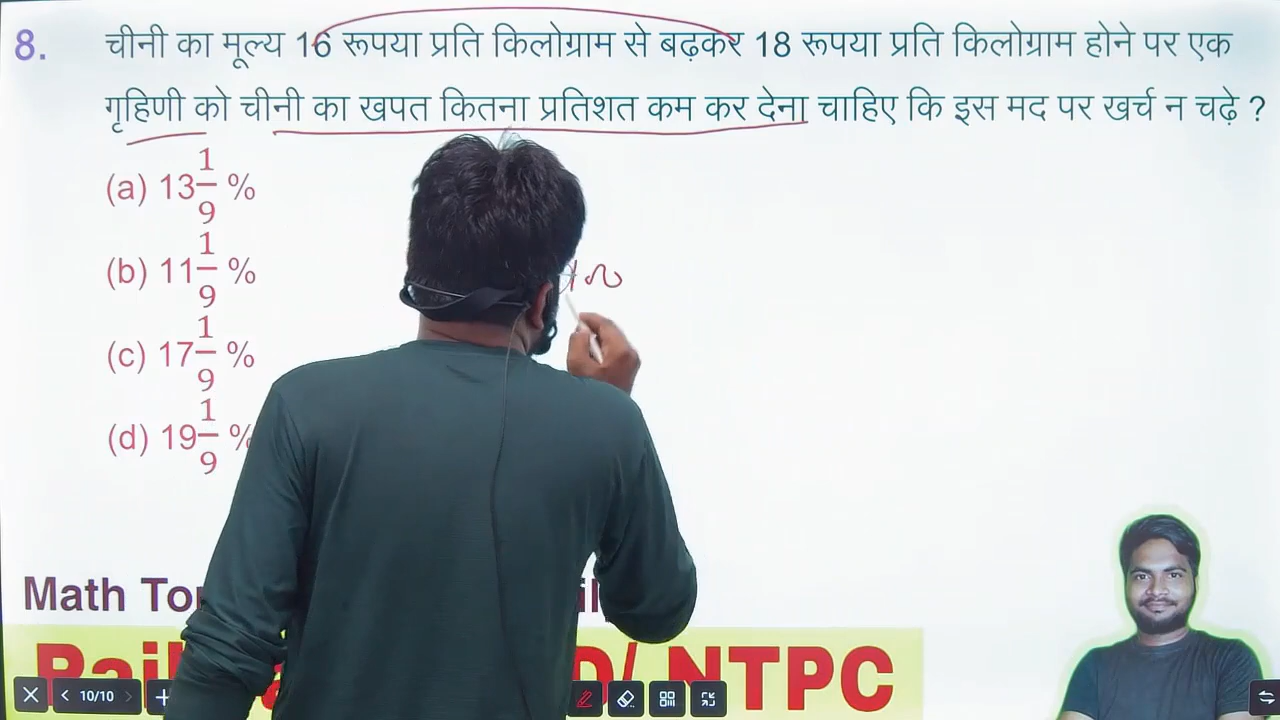 8. चीनी का मूल्य 16 रूपया प्रति किलोग्राम से बढ़कर 18 रूपया प्रति किलोग्राम होने पर एक
गृहिणी को चीनी का खपत कितना प्रतिशत कम कर देना चाहिए कि इस मद पर खर्च न चढ़े ?
(a) 13 1/9 %
(b) 11 1/9 %
(c) 17 1/9 %
(d) 19 1/9 %
Math
NTPC
10/10